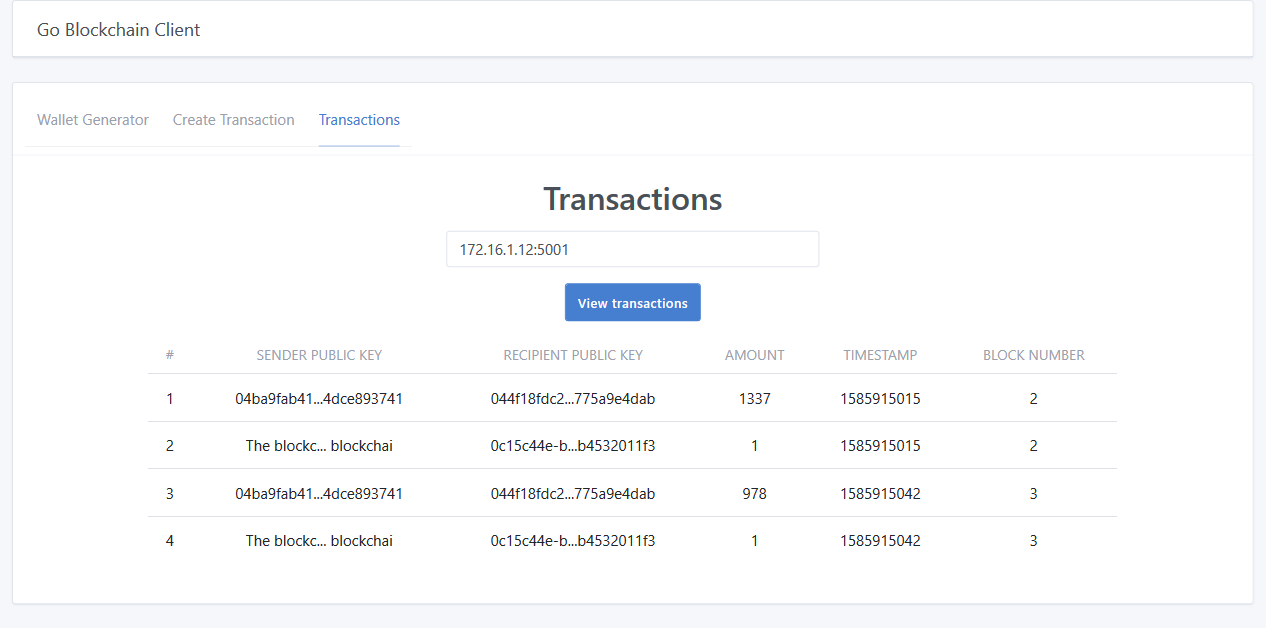 Go Blockchain Client
Wallet Generator Create Transaction Transactions
Transactions
172.16.1.12:5001
View transactions
# SENDER PUBLIC KEY RECIPIENT PUBLIC KEY AMOUNT TIMESTAMP BLOCK NUMBER
1 04ba9fab41...4dce893741 044f18fdc2...775a9e4dab 1337 1585915015 2
2 The blockc... blockchai 0c15c44e-b...b4532011f3 1 1585915015 2
3 04ba9fab41...4dce893741 044f18fdc2...775a9e4dab 978 1585915042 3
4 The blockc... blockchai 0c15c44e-b...b4532011f3 1 1585915042 3